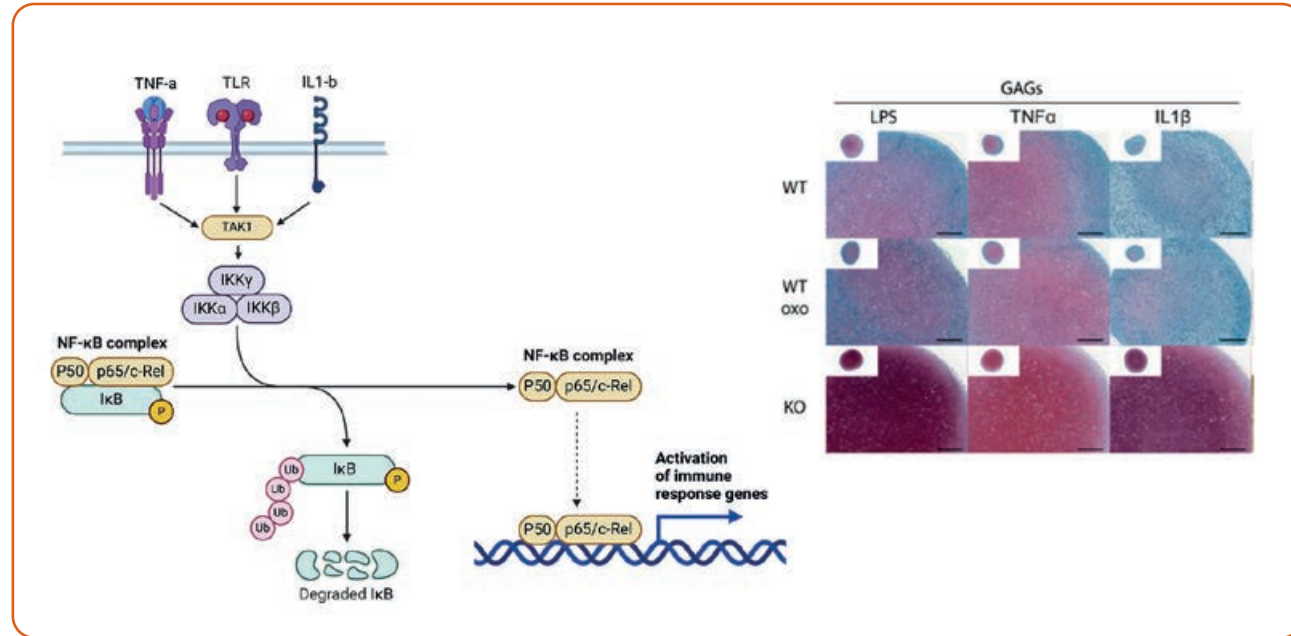 TNF-a
TLR
IL1-b
TAK1
IKKγ
IKKα
IKKβ
NF-κB complex
P50
p65/c-Rel
IκB
P
NF-κB complex
P50
p65/c-Rel
Ub
IκB
P
Ub
Ub
Ub
Degraded IκB
Activation
of immune
response genes
P50
p65/c-Rel
GAGs
LPS
TNFα
IL1β
WT
WT
oxo
KO